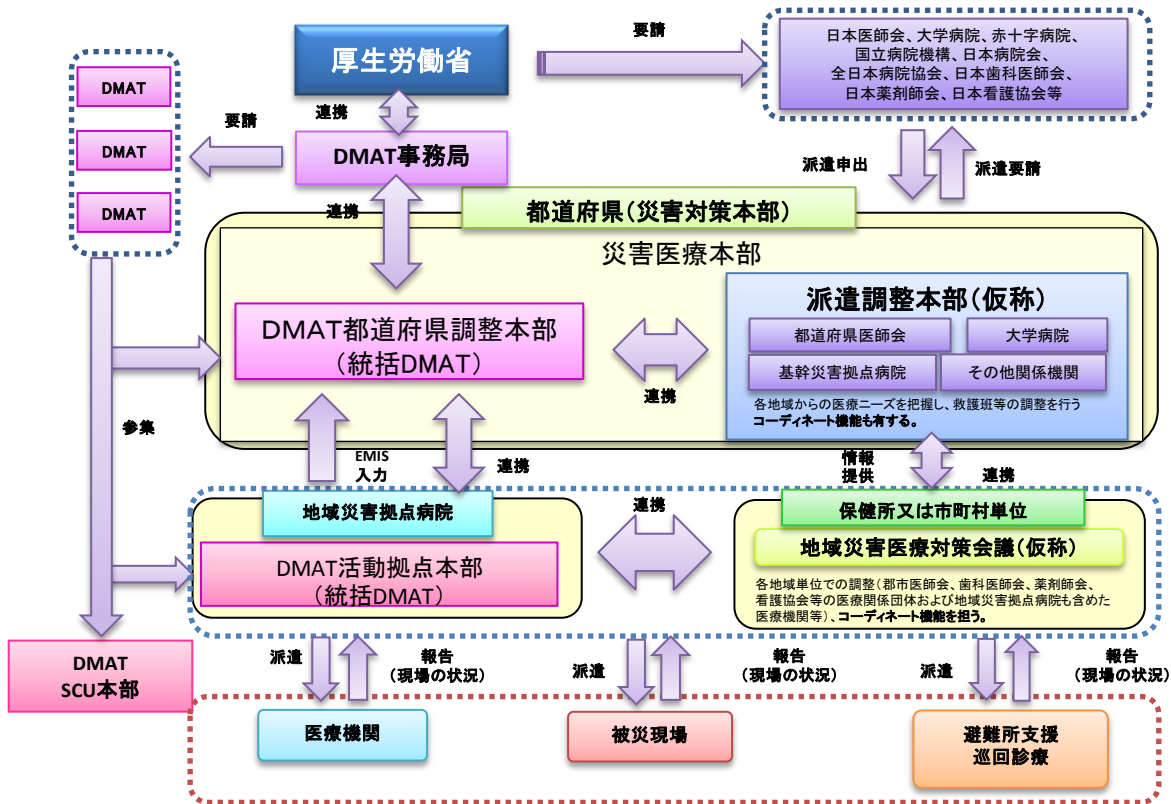 厚生労働省
要請
日本医師会、大学病院、赤十字病院、
国立病院機構、日本病院会、
全日本病院協会、日本歯科医師会、
日本薬剤師会、日本看護協会等
DMAT
DMAT
DMAT
要請
連携
DMAT事務局
派遣申出
派遣要請
連携
都道府県(災害対策本部)
災害医療本部
DMAT都道府県調整本部
(統括DMAT)
連携
派遣調整本部(仮称)
都道府県医師会
大学病院
基幹災害拠点病院
その他関係機関
各地域からの医療ニーズを把握し、救護班等の調整を行う
コーディネート機能も有する。
参集
EMIS
入力
連携
情報
提供
連携
地域災害拠点病院
DMAT活動拠点本部
(統括DMAT)
連携
保健所又は市町村単位
地域災害医療対策会議(仮称)
各地域単位での調整(郡市医師会、歯科医師会、薬剤師会、
看護協会等の医療関係団体および地域災害拠点病院も含めた
医療機関等)、コーディネート機能を担う。
DMAT
SCU本部
派遣
報告
(現場の状況)
派遣
報告
(現場の状況)
派遣
報告
(現場の状況)
医療機関
被災現場
避難所支援
巡回診療